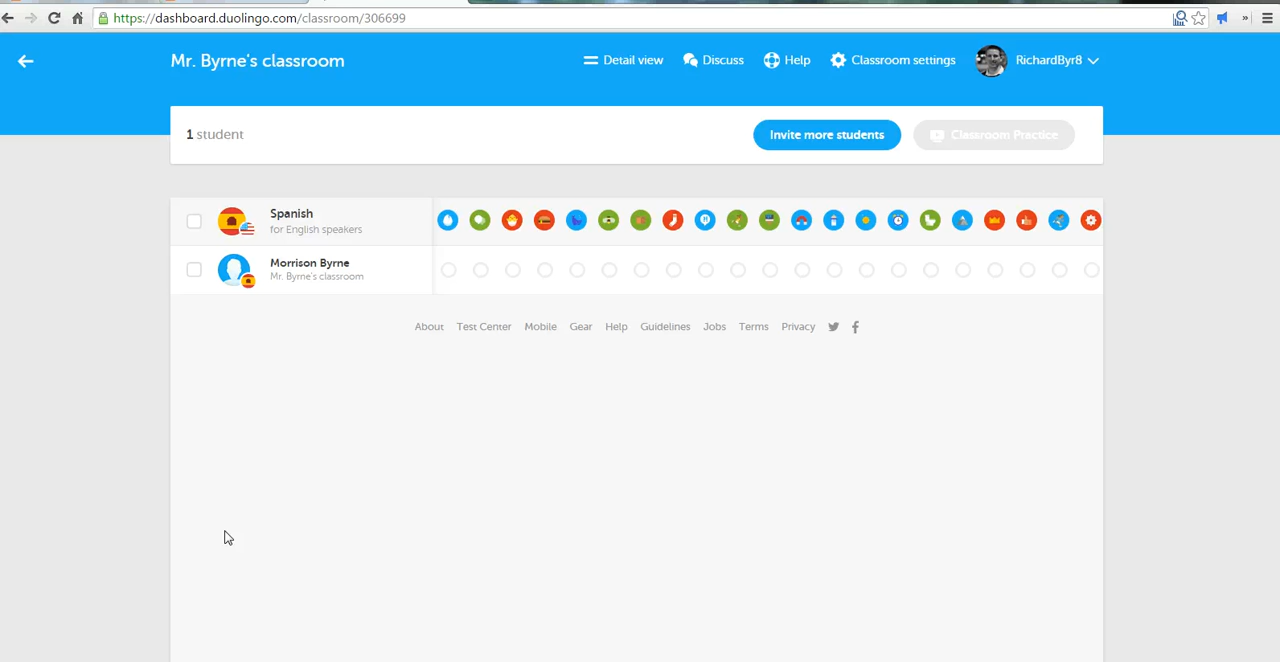 https://dashboard.duolingo.com/classroom/306699
»
Mr. Byrne's classroom
Detail view
Discuss
Help
Classroom settings
RichardByr8
1 student
Invite more students
Classroom Practice
Spanish
for English speakers
Morrison Byrne
Mr. Byrne's classroom
About Test Center Mobile Gear Help Guidelines Jobs Terms Privacy